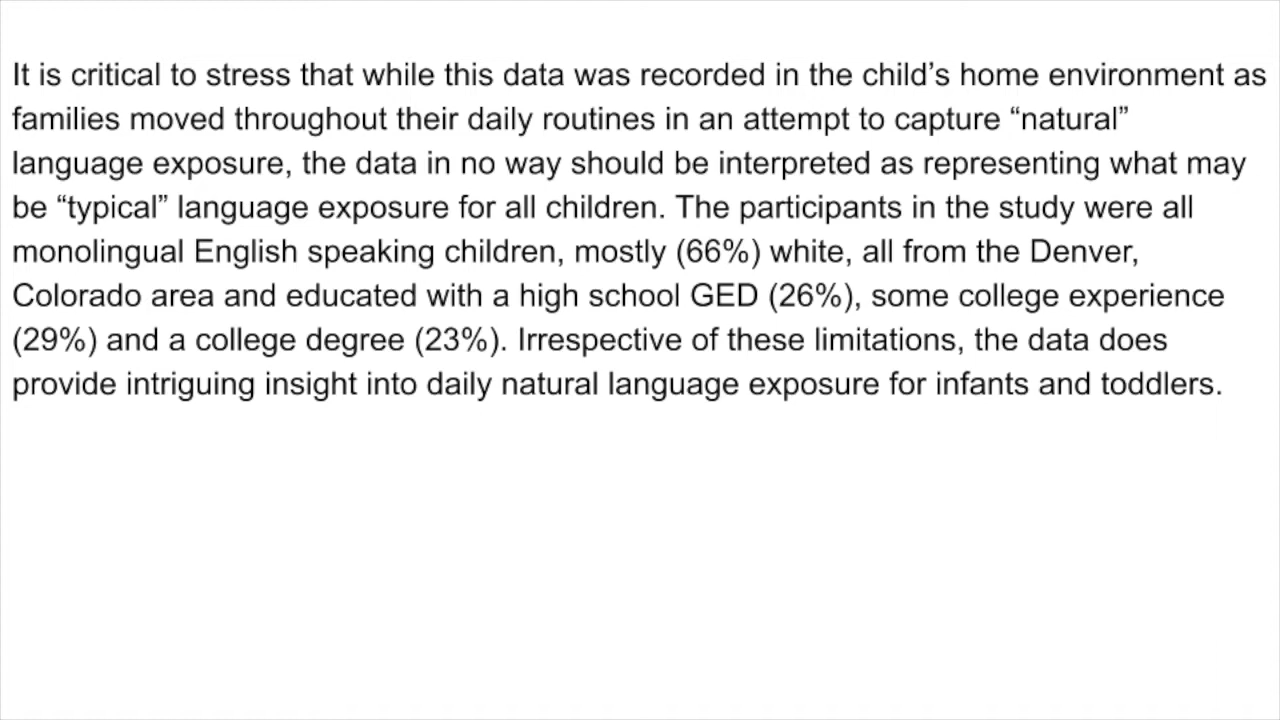 It is critical to stress that while this data was recorded in the child’s home environment as
families moved throughout their daily routines in an attempt to capture “natural”
language exposure, the data in no way should be interpreted as representing what may
be “typical” language exposure for all children. The participants in the study were all
monolingual English speaking children, mostly (66%) white, all from the Denver,
Colorado area and educated with a high school GED (26%), some college experience
(29%) and a college degree (23%). Irrespective of these limitations, the data does
provide intriguing insight into daily natural language exposure for infants and toddlers.